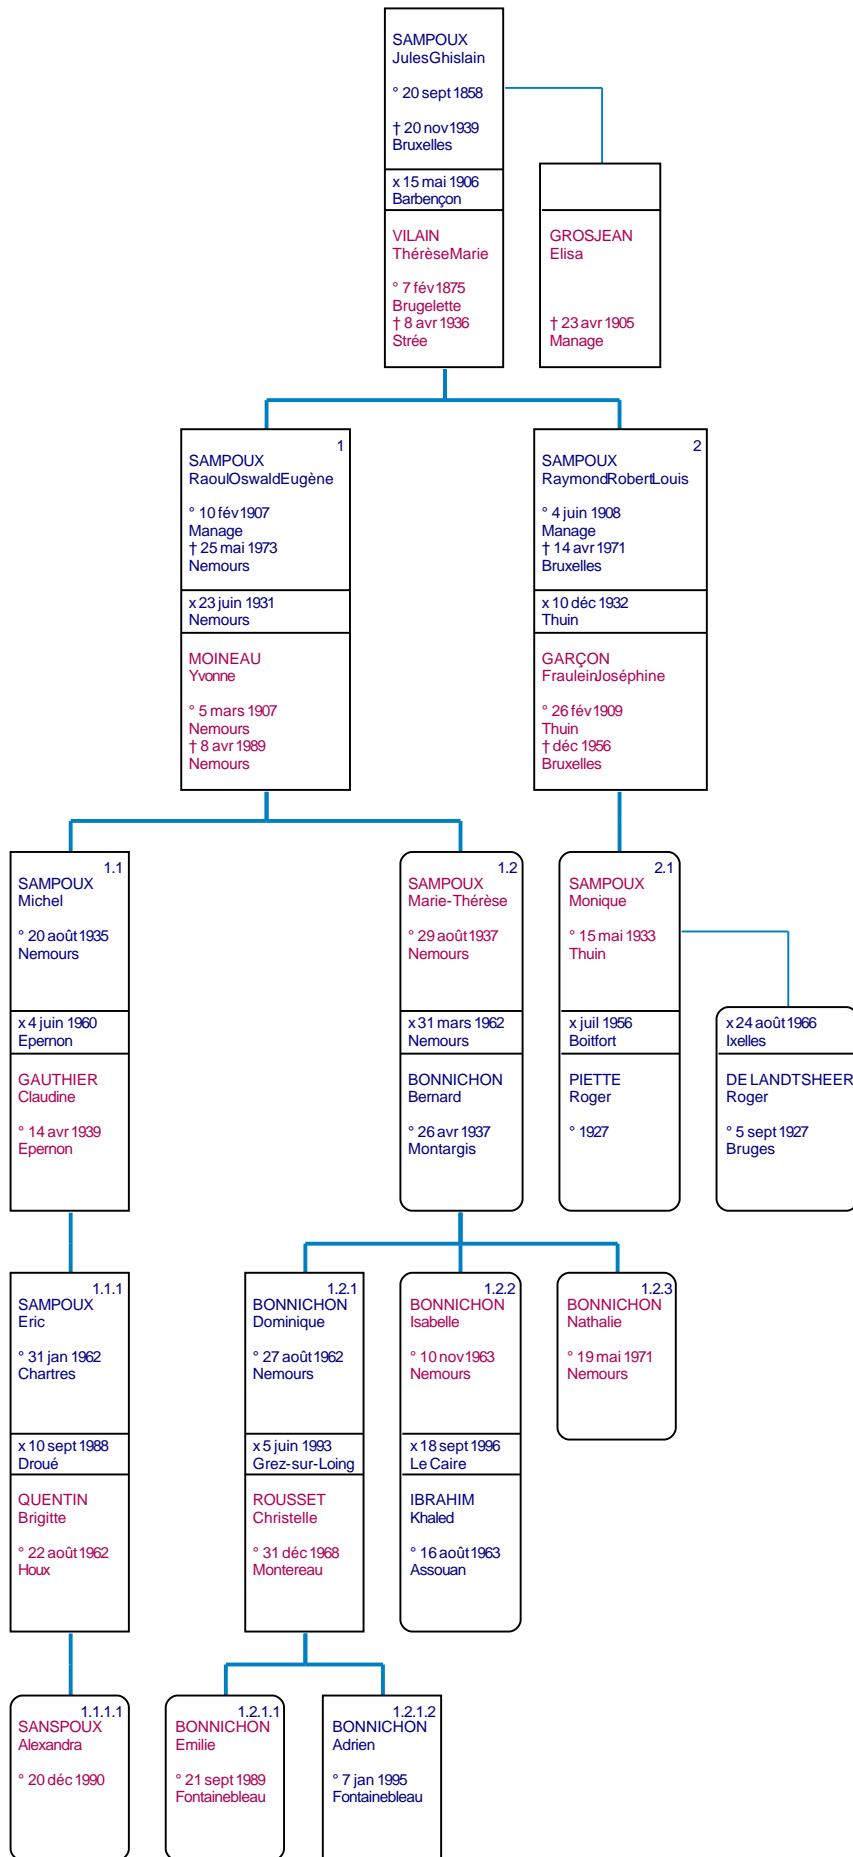 SAMPOUX
Jules Ghislain
° 20 sept 1858
† 20 nov 1939
Bruxelles
x 15 mai 1906
Barbençon
VILAIN
Thérèse Marie
° 7 fév 1875
Brugelette
† 8 avr 1936
Strée
GROSJEAN
Elisa
† 23 avr 1905
Manage
1
SAMPOUX
Raoul Oswald Eugène
° 10 fév 1907
Manage
† 25 mai 1973
Nemours
x 23 juin 1931
Nemours
MOINEAU
Yvonne
° 5 mars 1907
Nemours
† 8 avr 1989
Nemours
2
SAMPOUX
Raymond Robert Louis
° 4 juin 1908
Manage
† 14 avr 1971
Bruxelles
x 10 déc 1932
Thuin
GARÇON
Fraulein Joséphine
° 26 fév 1909
Thuin
† déc 1956
Bruxelles
1.1
SAMPOUX
Michel
° 20 août 1935
Nemours
x 4 juin 1960
Epernon
GAUTHIER
Claudine
° 14 avr 1939
Epernon
1.2
SAMPOUX
Marie-Thérèse
° 29 août 1937
Nemours
x 31 mars 1962
Nemours
BONNICHON
Bernard
° 26 avr 1937
Montargis
2.1
SAMPOUX
Monique
° 15 mai 1933
Thuin
x juil 1956
Boitfort
PIETTE
Roger
° 1927
x 24 août 1966
Ixelles
DE LANDTSHEER
Roger
° 5 sept 1927
Bruges
1.1.1
SAMPOUX
Eric
° 31 jan 1962
Chartres
x 10 sept 1988
Droué
QUENTIN
Brigitte
° 22 août 1962
Houx
1.2.1
BONNICHON
Dominique
° 27 août 1962
Nemours
x 5 juin 1993
Grez-sur-Loing
ROUSSET
Christelle
° 31 déc 1968
Montereau
1.2.2
BONNICHON
Isabelle
° 10 nov 1963
Nemours
x 18 sept 1996
Le Caire
IBRAHIM
Khaled
° 16 août 1963
Assouan
1.2.3
BONNICHON
Nathalie
° 19 mai 1971
Nemours
1.1.1.1
SANSPOUX
Alexandra
° 20 déc 1990
1.2.1.1
BONNICHON
Emilie
° 21 sept 1989
Fontainebleau
1.2.1.2
BONNICHON
Adrien
° 7 jan 1995
Fontainebleau